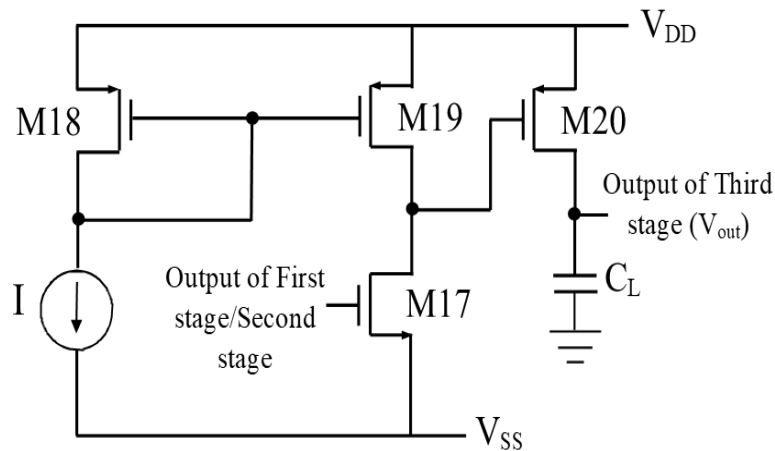 V_DD
M18
M19
M20
Output of Third
stage (V_out)
Output of First
stage/Second
stage
I
M17
C_L
V_SS